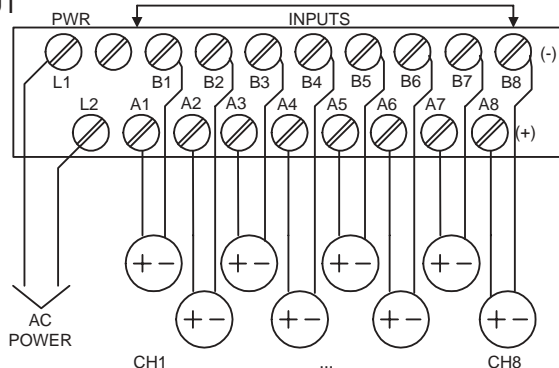 PWR INPUTS
L1 B1 B2 B3 B4 B5 B6 B7 B8 (-)
L2 A1 A2 A3 A4 A5 A6 A7 A8 (+)
+ - + - + - + -
+ - + - + - + -
AC
POWER
CH1 ... CH8